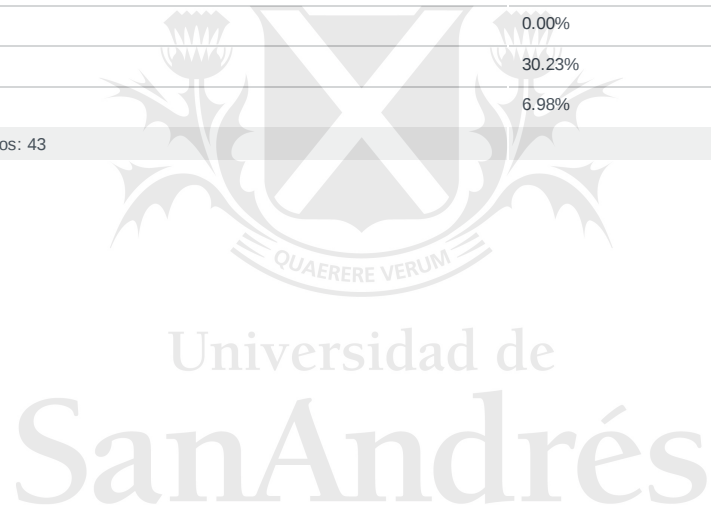 0.00%
30.23%
6.98%
os: 43
QUAERERE VERUM
Universidad de
SanAndrés